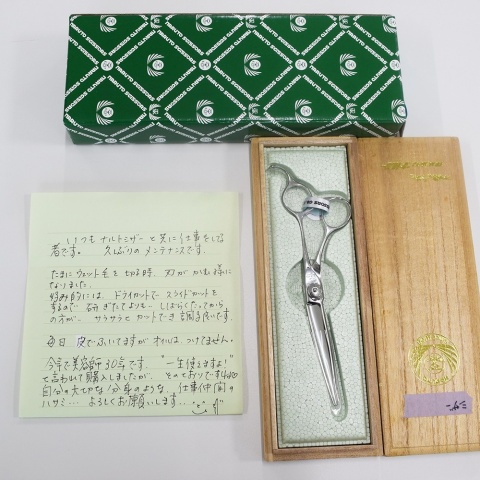 NARUTO SCISSORS
いつもナルトシザーと共に仕事をしてる
者です。 久しぶりのメンテナンスです。
たまにウェット毛を切る時、刃がかむ様に
なりました。
好み的には、ドライカットで スライドカットを
するので 研ぎたてよりも しばらくたってから
の方が、サラサラとカットでき 調子良いです。
毎日 皮でふいてますが オイルは、つけてません。
今年で美容師30年です。"一生使えますよ!"
と言われて購入しましたが、そのとおりですね
自分の大切な 分身のような、仕事仲間の
ハサミ… よろしくお願いします…
シザー